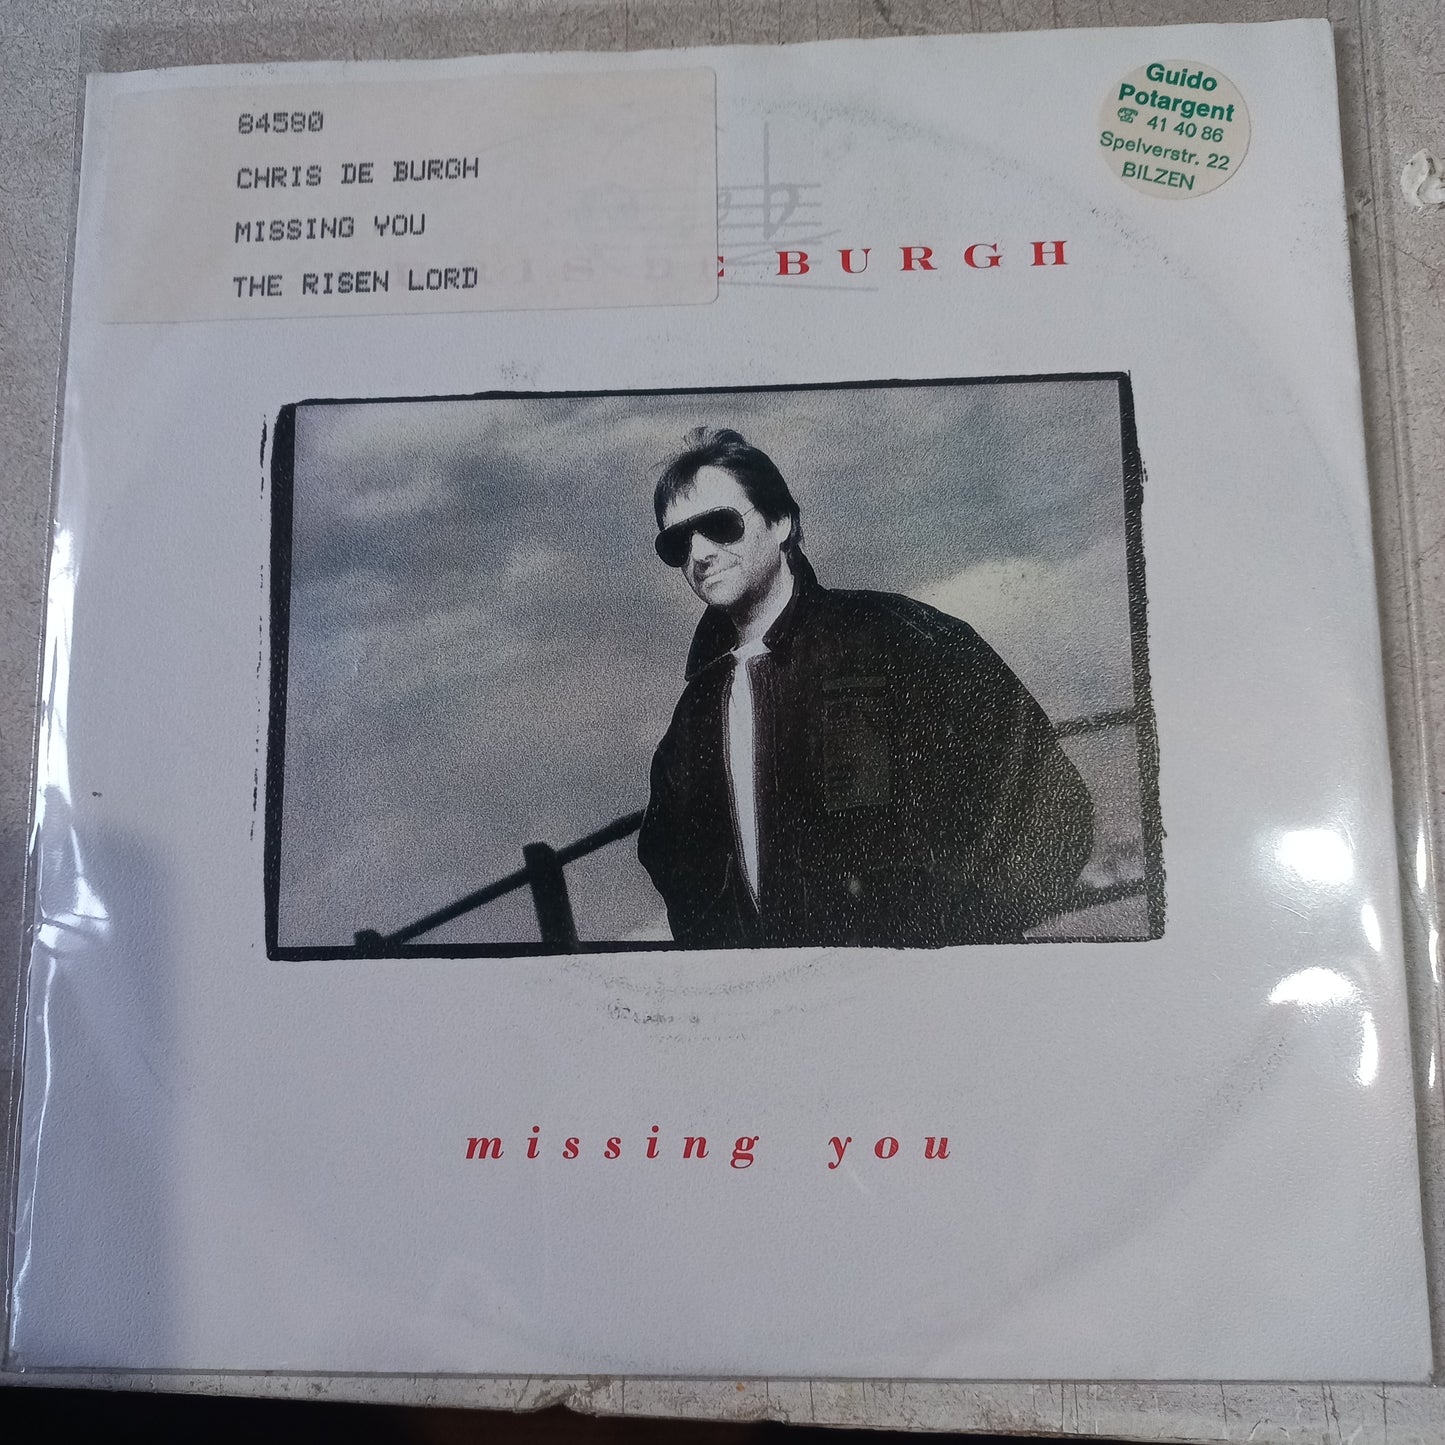 84580
CHRIS DE BURGH
MISSING YOU
THE RISEN LORD
Guido
Potargent
☎ 41 40 86
Spelverstr. 22
BILZEN
DE BURGH
missing you